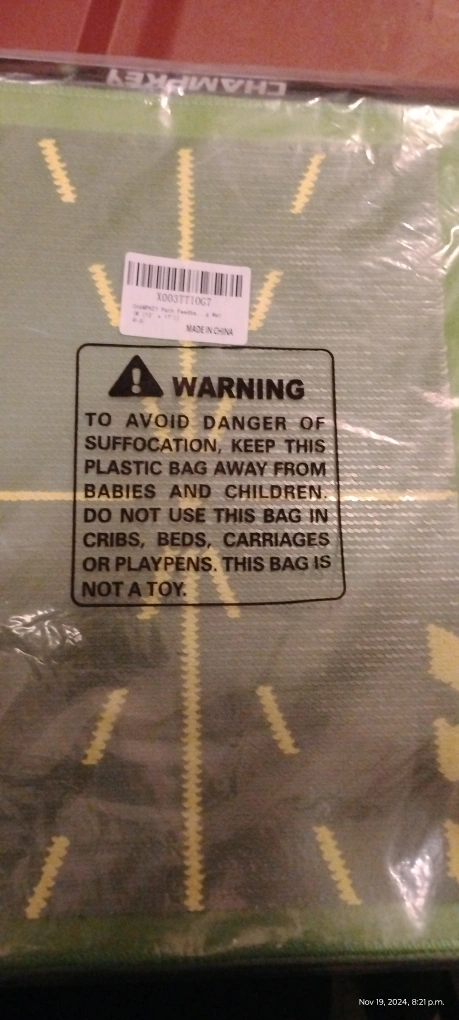 CHAMPKEY
X003TTIOG7
MADE IN CHINA
WARNING
TO AVOID DANGER OF
SUFFOCATION, KEEP THIS
PLASTIC BAG AWAY FROM
BABIES AND CHILDREN.
DO NOT USE THIS BAG IN
CRIBS, BEDS, CARRIAGES
OR PLAYPENS. THIS BAG IS
NOT A TOY.
Nov 19, 2024, 8:21 p.m.